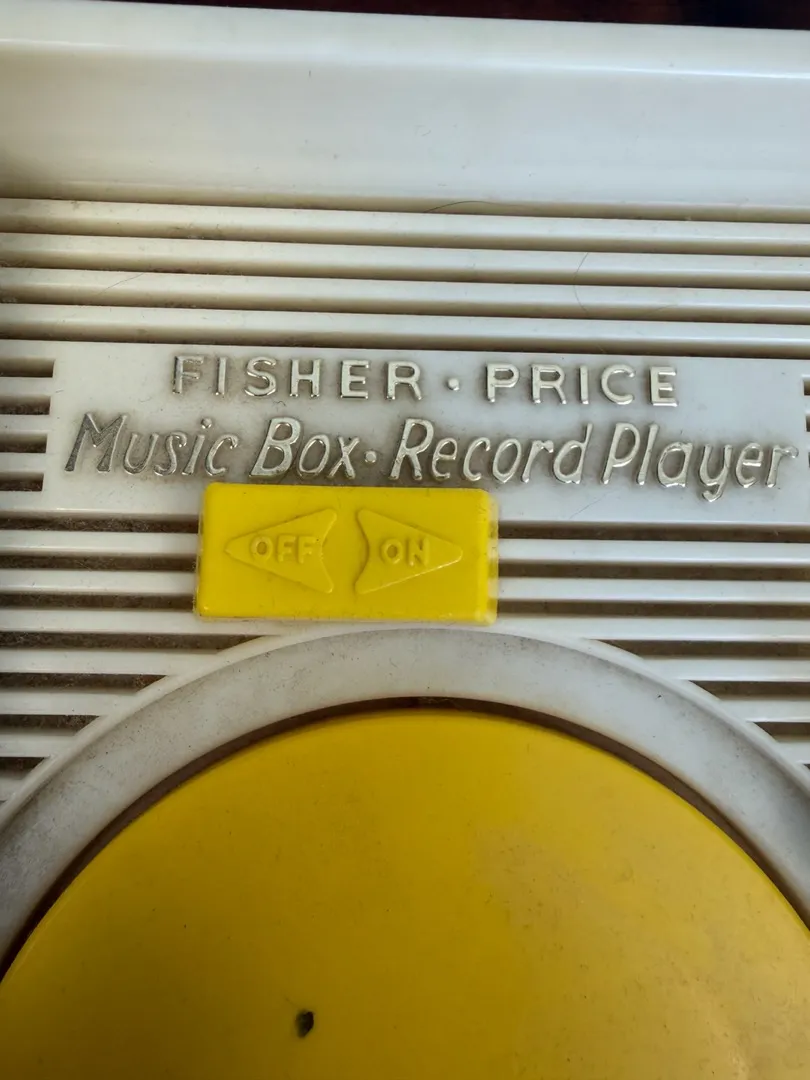 FISHER · PRICE
Music Box · Record Player
OFF ON